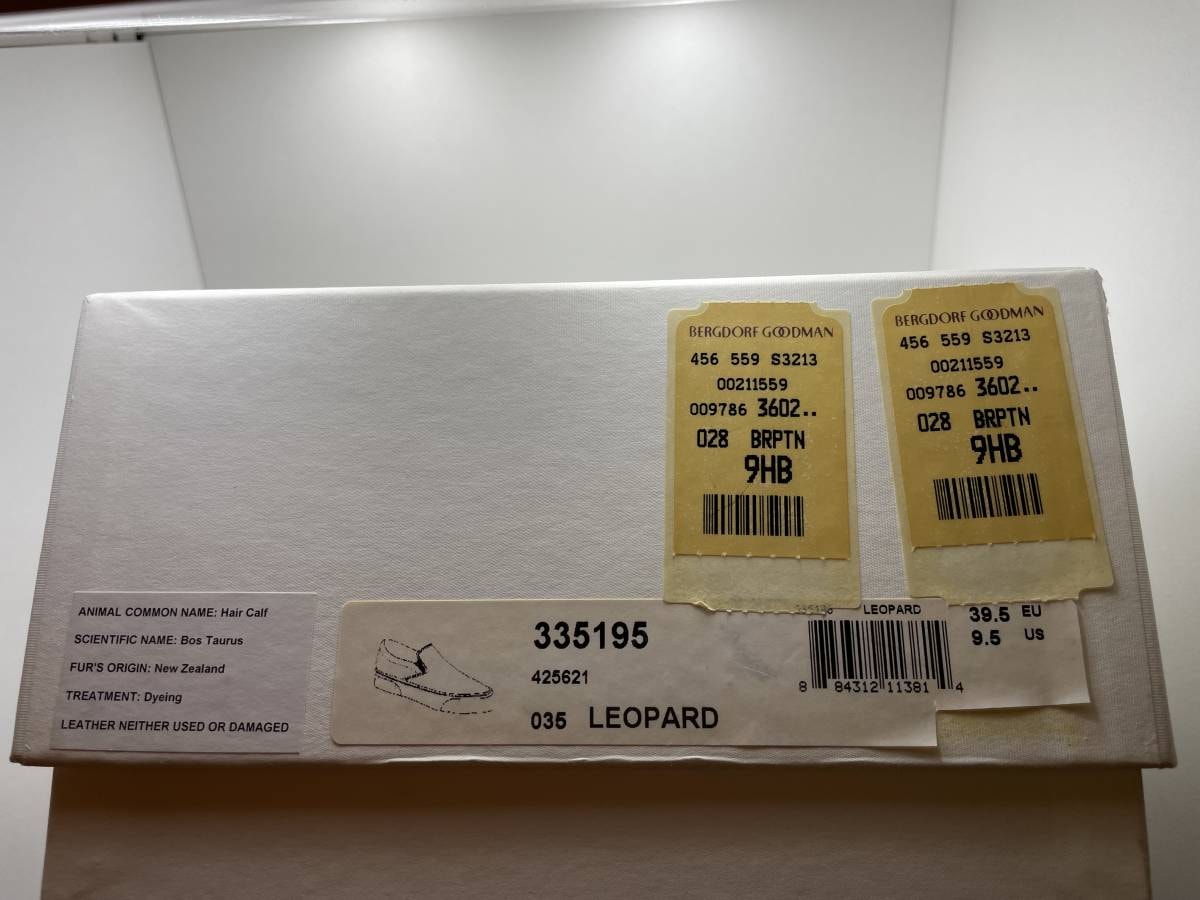 BERGDORF GOODMAN
456 559 S3213
00211559
009786 3602..
028 BRPTN
9HB
BERGDORF GOODMAN
456 559 S3213
00211559
009786 3602..
028 BRPTN
9HB
ANIMAL COMMON NAME: Hair Calf
SCIENTIFIC NAME: Bos Taurus
FUR'S ORIGIN: New Zealand
TREATMENT: Dyeing
LEATHER NEITHER USED OR DAMAGED
335195
425621
035 LEOPARD
LEOPARD
8 84312 11381 4
39.5 EU
9.5 US